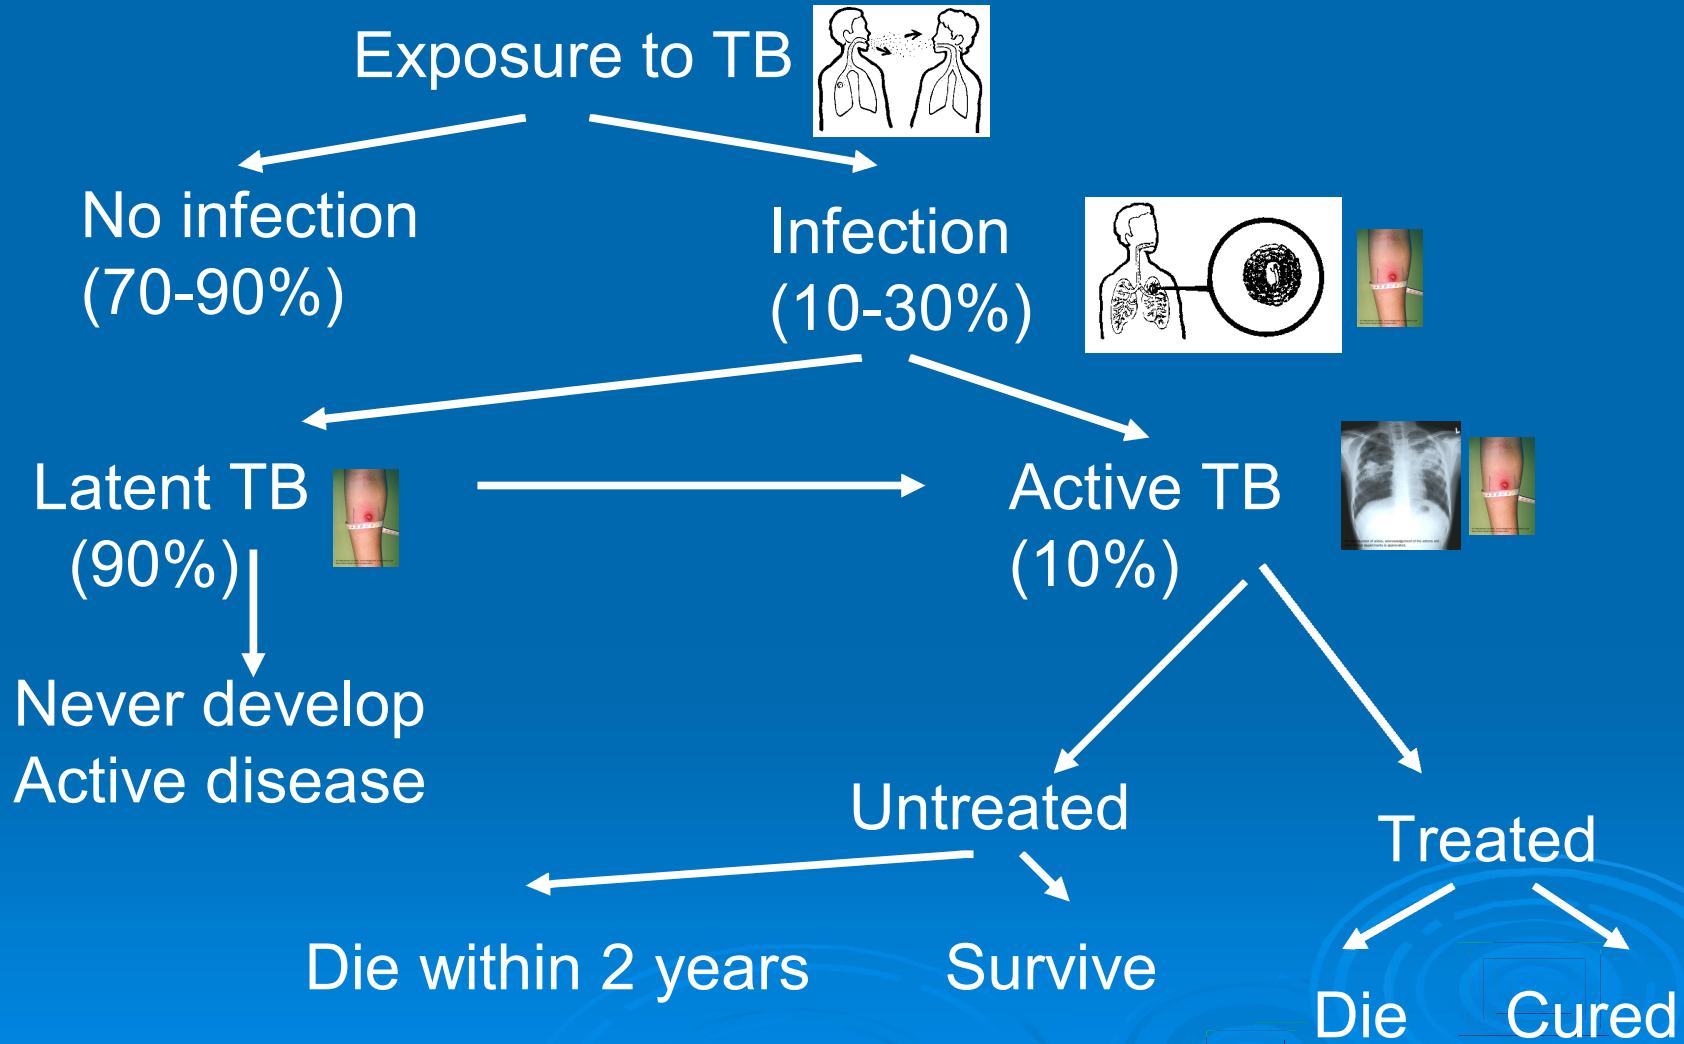 Exposure to TB
No infection
(70-90%)
Infection
(10-30%)
Latent TB
(90%)
Active TB
(10%)
Never develop
Active disease
Untreated
Treated
Die within 2 years
Survive
Die
Cured